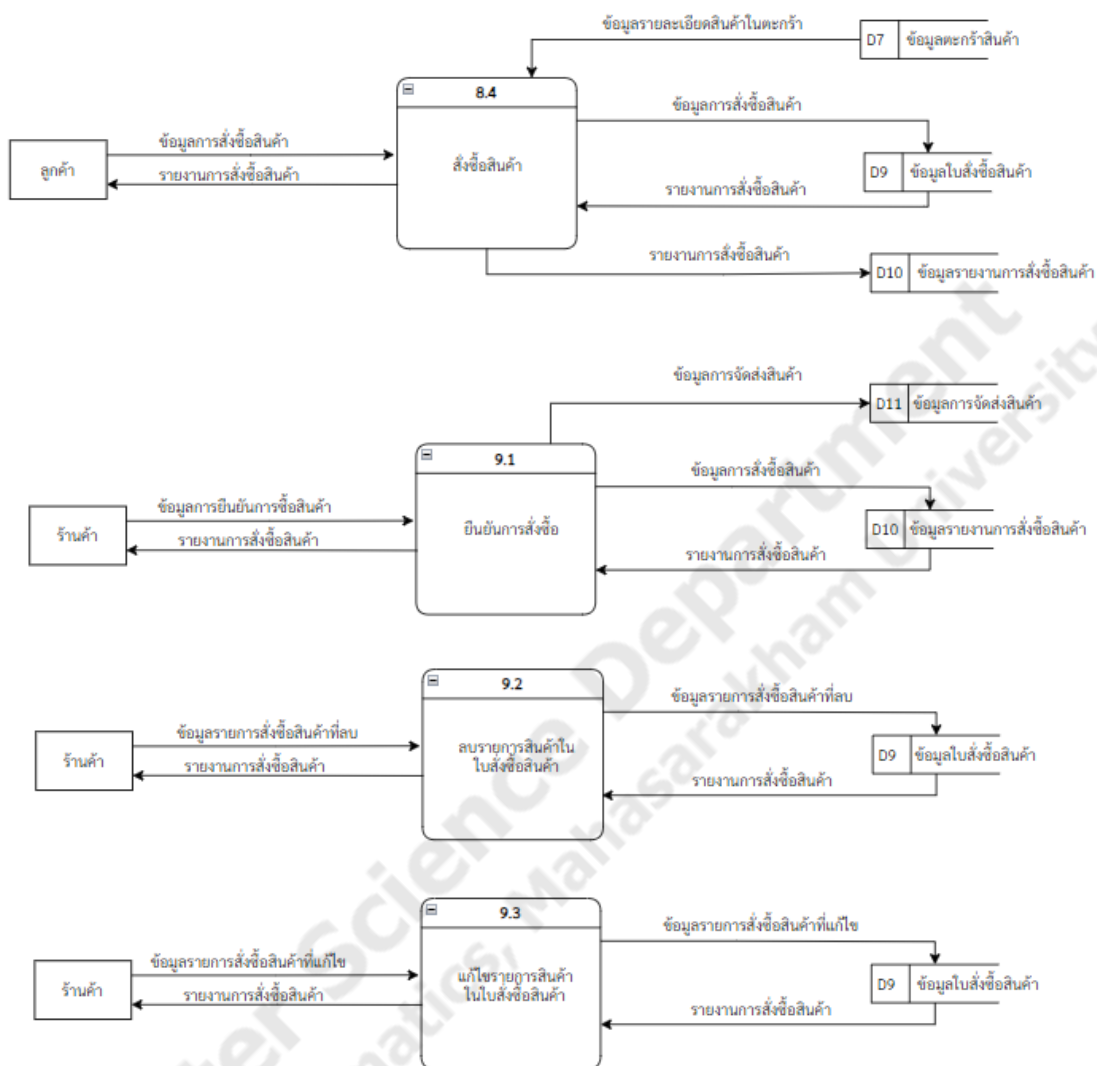 ข้อมูลรายละเอียดสินค้าในตะกร้า
D7 ข้อมูลตะกร้าสินค้า
8.4
ข้อมูลการสั่งซื้อสินค้า
ข้อมูลการสั่งซื้อสินค้า
ลูกค้า
สั่งซื้อสินค้า
D9 ข้อมูลใบสั่งซื้อสินค้า
รายงานการสั่งซื้อสินค้า
รายงานการสั่งซื้อสินค้า
รายงานการสั่งซื้อสินค้า
D10 ข้อมูลรายงานการสั่งซื้อสินค้า
ข้อมูลการจัดส่งสินค้า
D11 ข้อมูลการจัดส่งสินค้า
9.1
ข้อมูลการสั่งซื้อสินค้า
ข้อมูลการยืนยันการซื้อสินค้า
ร้านค้า
ยืนยันการสั่งซื้อ
D10 ข้อมูลรายงานการสั่งซื้อสินค้า
รายงานการสั่งซื้อสินค้า
รายงานการสั่งซื้อสินค้า
9.2
ข้อมูลรายการสั่งซื้อสินค้าที่ลบ
ข้อมูลรายการสั่งซื้อสินค้าที่ลบ
ร้านค้า
ลบรายการสินค้าใน
ใบสั่งซื้อสินค้า
D9 ข้อมูลใบสั่งซื้อสินค้า
รายงานการสั่งซื้อสินค้า
รายงานการสั่งซื้อสินค้า
9.3
ข้อมูลรายการสั่งซื้อสินค้าที่แก้ไข
ข้อมูลรายการสั่งซื้อสินค้าที่แก้ไข
ร้านค้า
แก้ไขรายการสินค้า
ในใบสั่งซื้อสินค้า
D9 ข้อมูลใบสั่งซื้อสินค้า
รายงานการสั่งซื้อสินค้า
รายงานการสั่งซื้อสินค้า
Science Department
Mahasarakham University